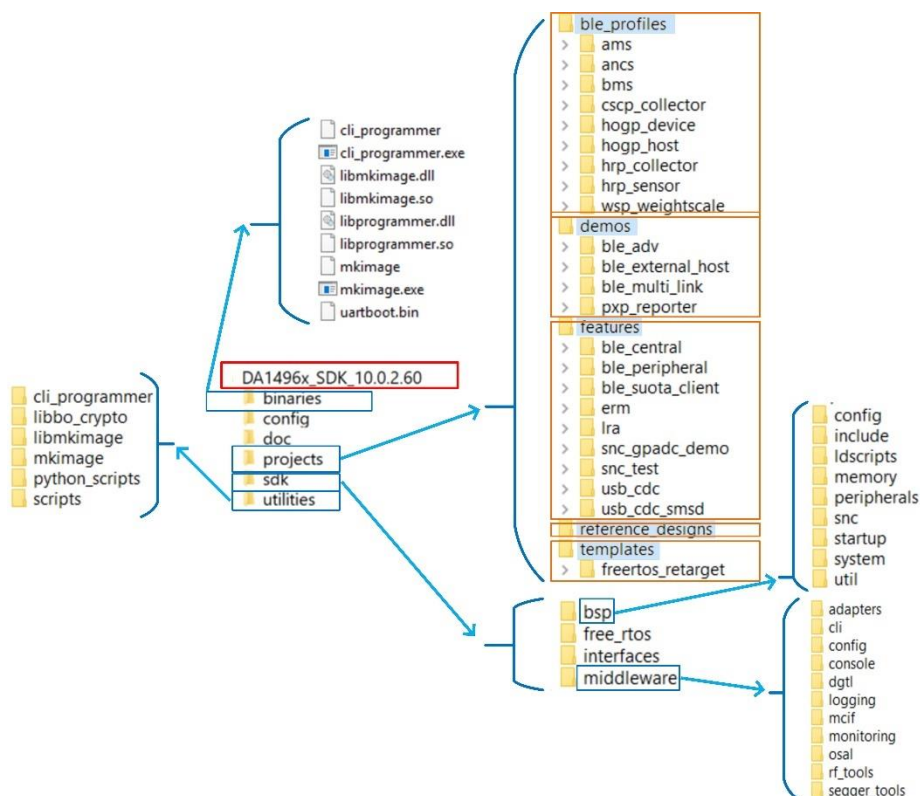 ble_profiles
ams
ancs
bms
cscp_collector
hogp_device
hogp_host
hrp_collector
hrp_sensor
wsp_weightscale
demos
ble_adv
ble_external_host
ble_multi_link
pxp_reporter
features
ble_central
ble_peripheral
ble_suota_client
erm
lra
snc_gpadc_demo
snc_test
usb_cdc
usb_cdc_smsd
reference_designs
templates
freertos_retarget
cli_programmer
cli_programmer.exe
libmkimage.dll
libmkimage.so
libprogrammer.dll
libprogrammer.so
mkimage
mkimage.exe
uartboot.bin
DA1496x_SDK_10.0.2.60
binaries
config
doc
projects
sdk
utilities
cli_programmer
libbo_crypto
libmkimage
mkimage
python_scripts
scripts
bsp
free_rtos
interfaces
middleware
config
include
ldscripts
memory
peripherals
snc
startup
system
util
adapters
cli
config
console
dgtl
logging
mcif
monitoring
osal
rf_tools
segger_tools